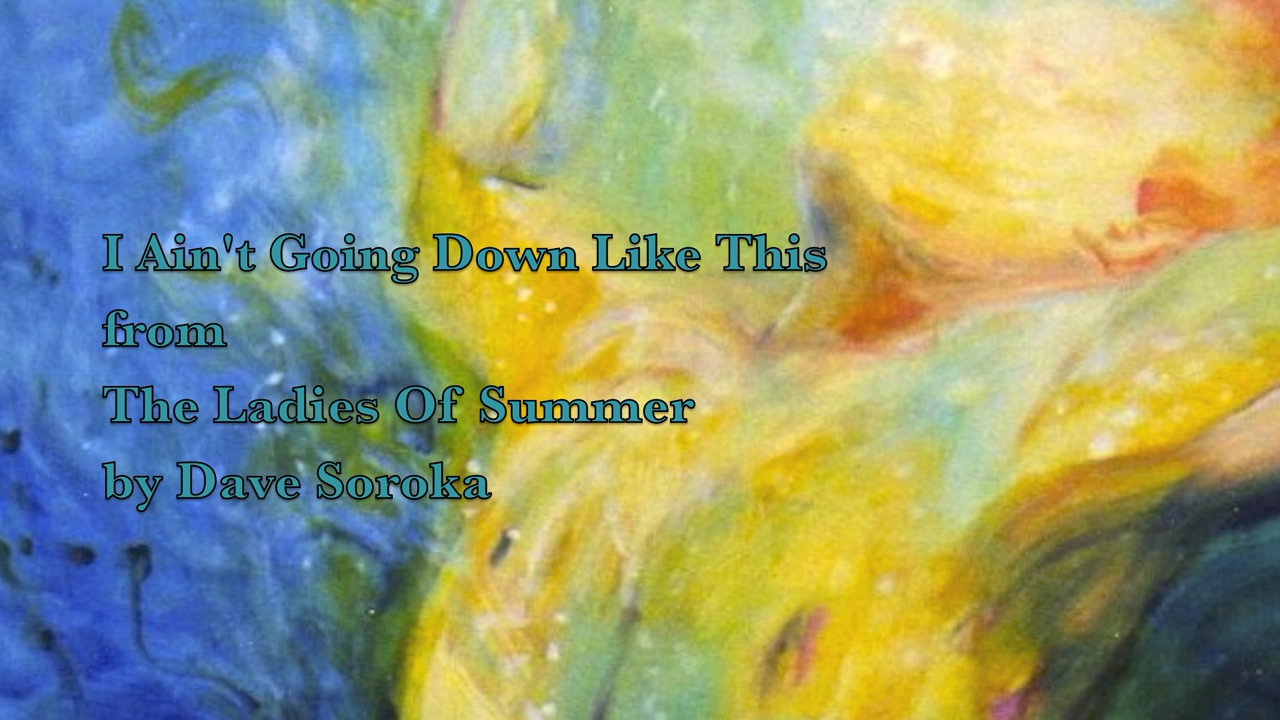 I Ain't Going Down Like This
from
The Ladies Of Summer
by Dave Soroka